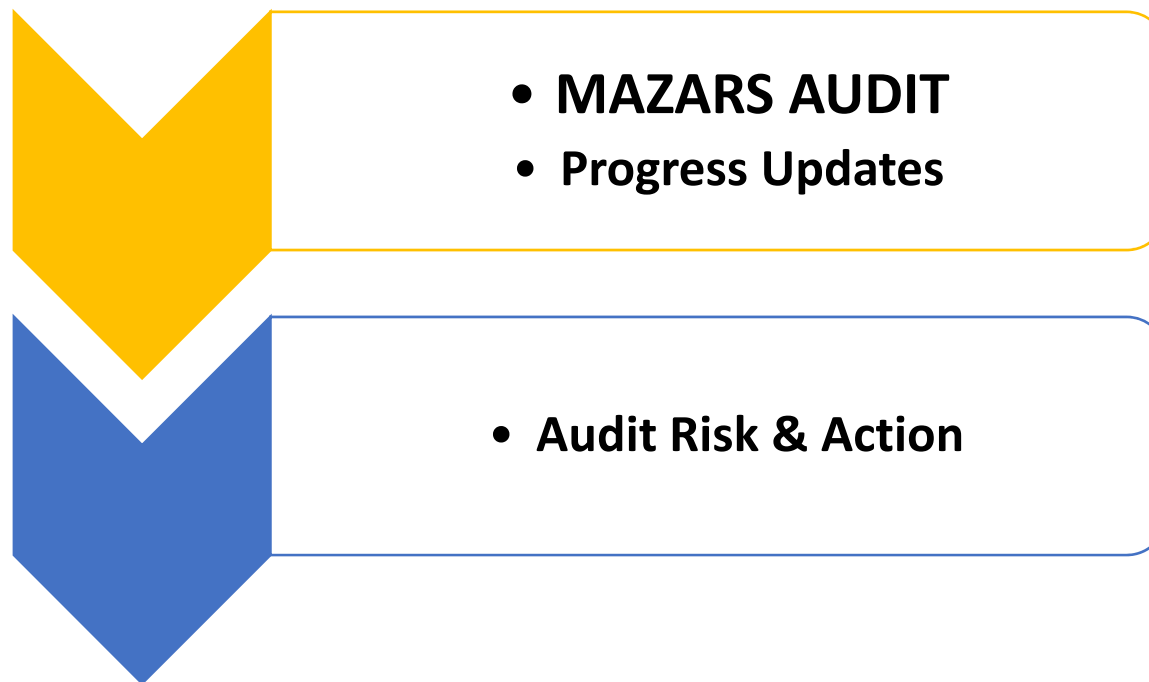 • MAZARS AUDIT
• Progress Updates
• Audit Risk & Action